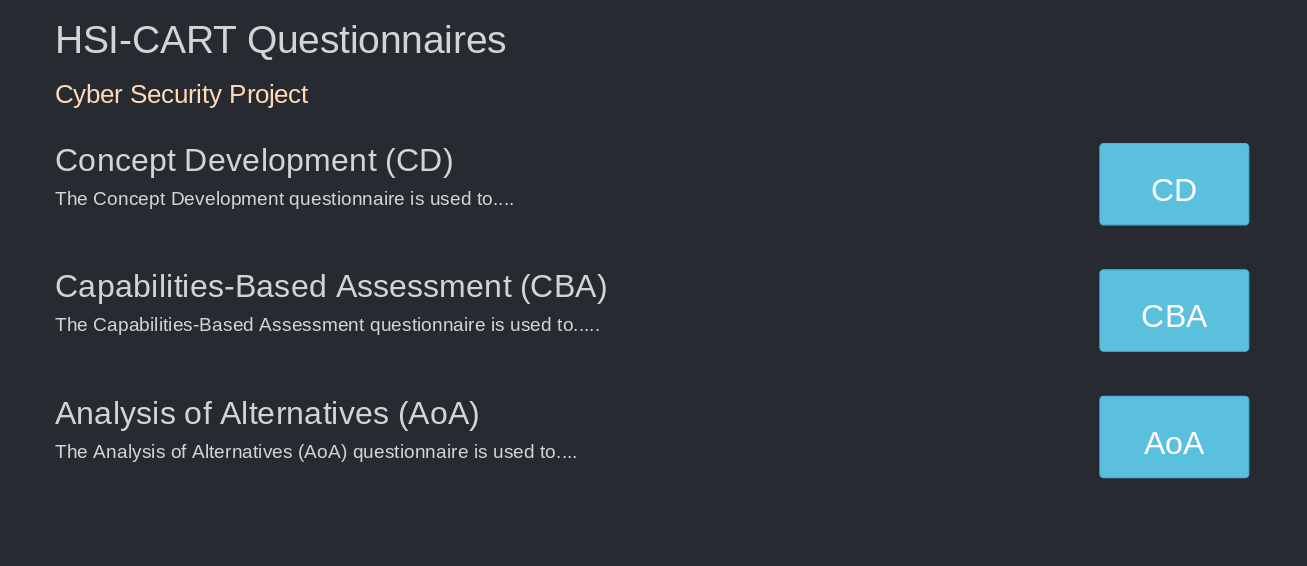 HSI-CART Questionnaires
Cyber Security Project
Concept Development (CD)
The Concept Development questionnaire is used to....
CD
Capabilities-Based Assessment (CBA)
The Capabilities-Based Assessment questionnaire is used to.....
CBA
Analysis of Alternatives (AoA)
The Analysis of Alternatives (AoA) questionnaire is used to....
AoA